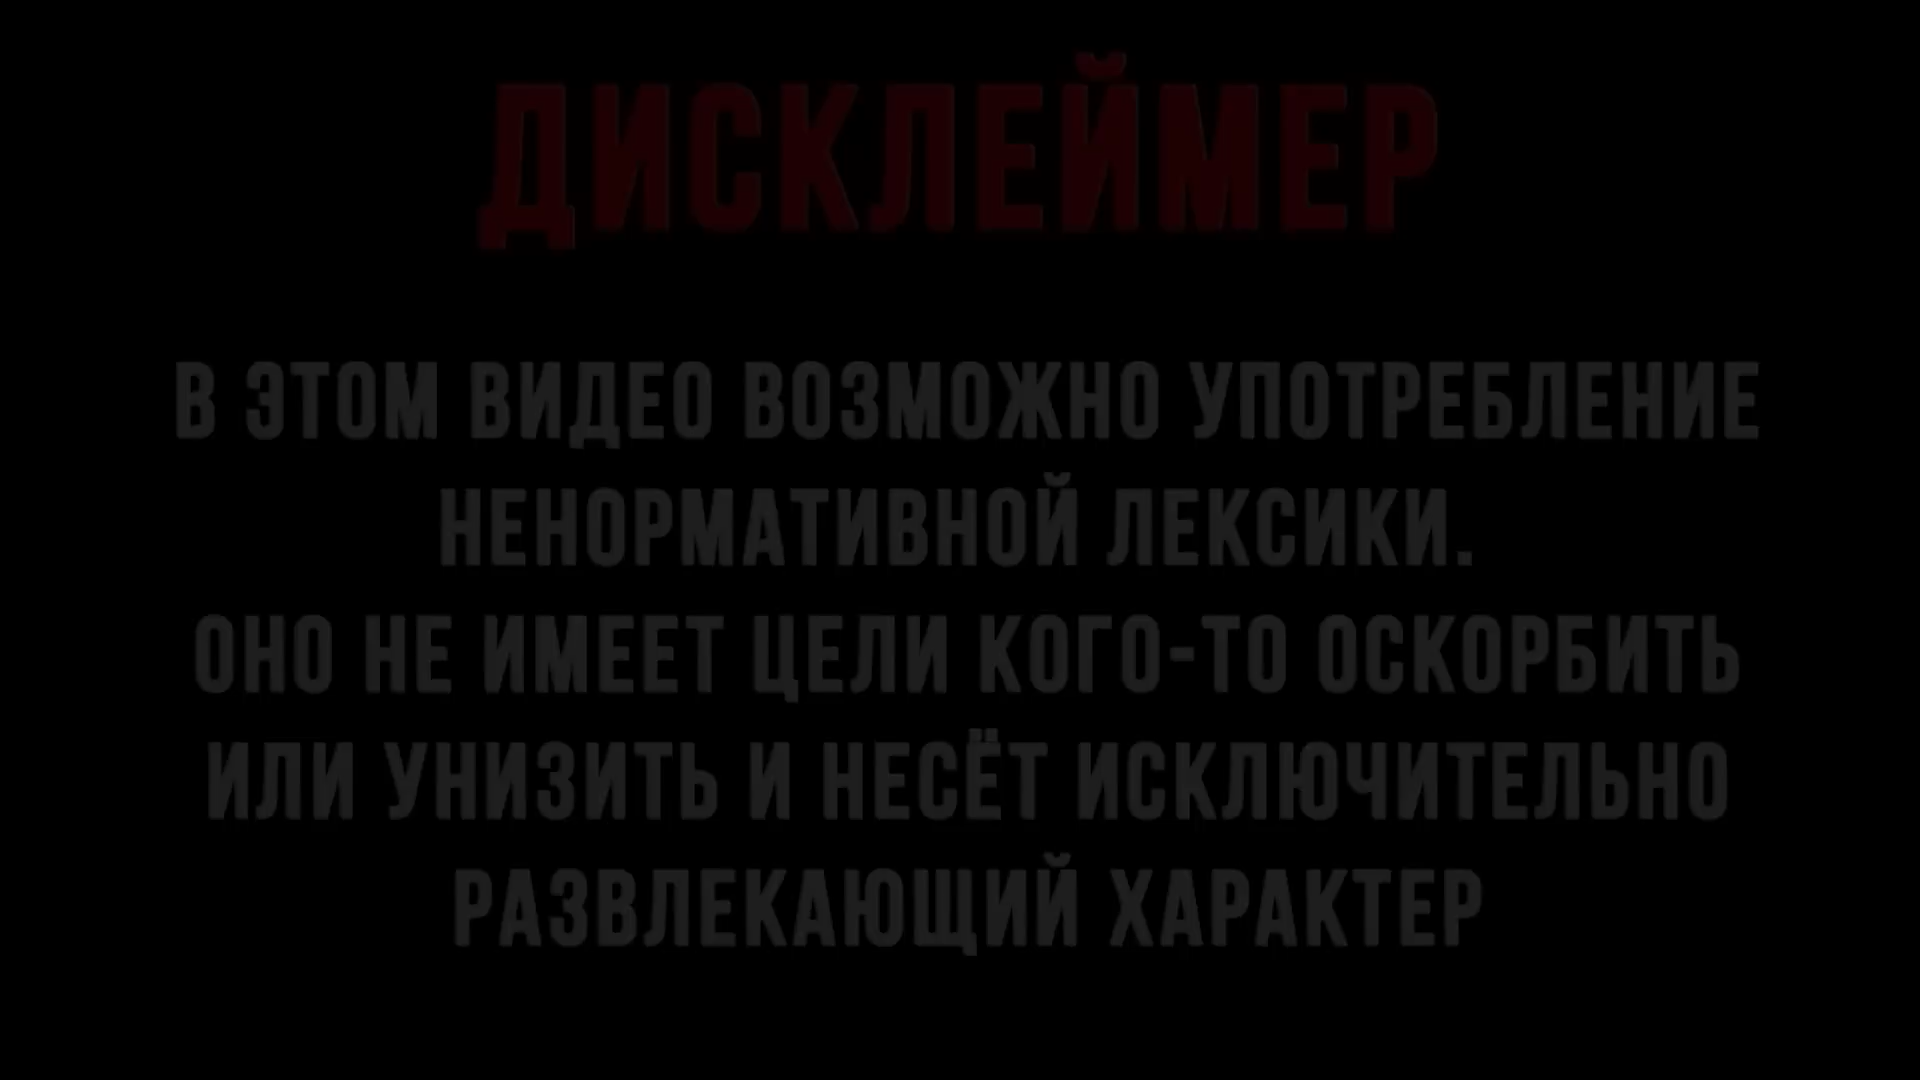 ДИСКЛЕЙМЕР
В ЭТОМ ВИДЕО ВОЗМОЖНО УПОТРЕБЛЕНИЕ
НЕНОРМАТИВНОЙ ЛЕКСИКИ.
ОНО НЕ ИМЕЕТ ЦЕЛИ КОГО-ТО ОСКОРБИТЬ
ИЛИ УНИЗИТЬ И НЕСЁТ ИСКЛЮЧИТЕЛЬНО
РАЗВЛЕКАЮЩИЙ ХАРАКТЕР